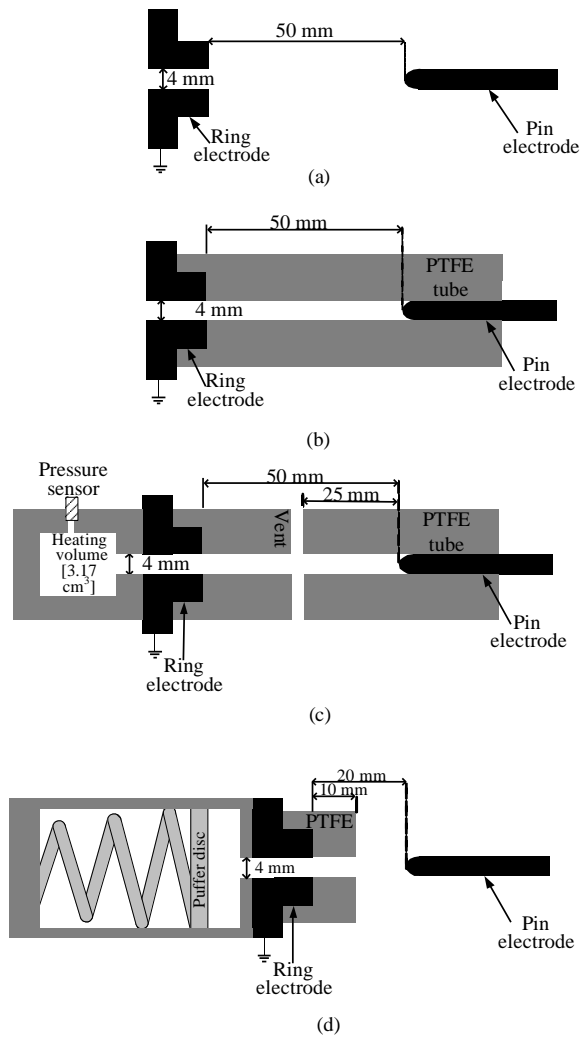 50 mm
4 mm
Ring
electrode
Pin
electrode
(a)
50 mm
PTFE
tube
4 mm
Ring
electrode
Pin
electrode
(b)
Pressure
sensor
50 mm
25 mm
Vent
PTFE
tube
Heating
volume
[3.17
cm³]
4 mm
Ring
electrode
Pin
electrode
(c)
20 mm
10 mm
PTFE
Puffer disc
4 mm
Ring
electrode
Pin
electrode
(d)